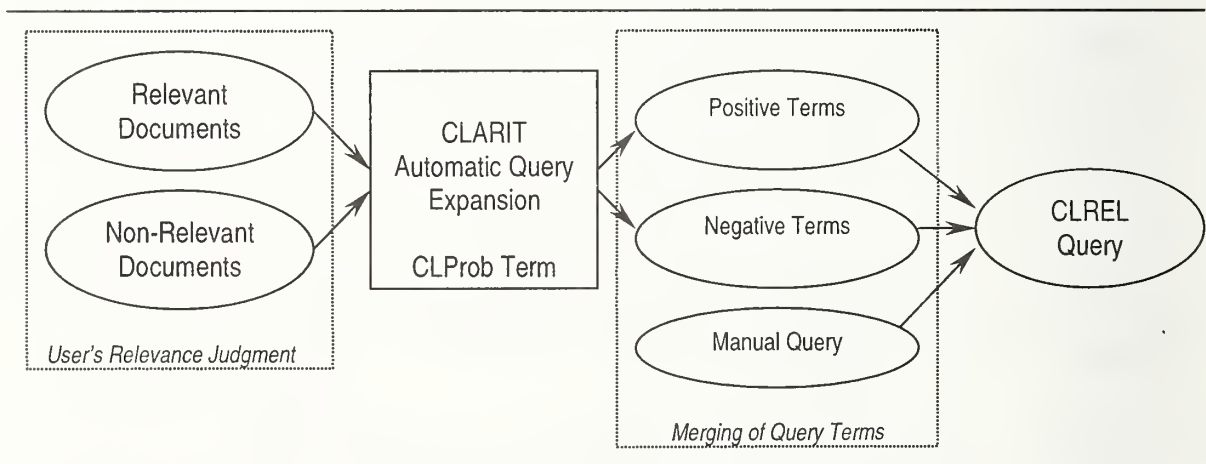 Relevant
Documents
Non-Relevant
Documents
User's Relevance Judgment
CLARIT
Automatic Query
Expansion
CLProb Term
Positive Terms
Negative Terms
Manual Query
Merging of Query Terms
CLREL
Query